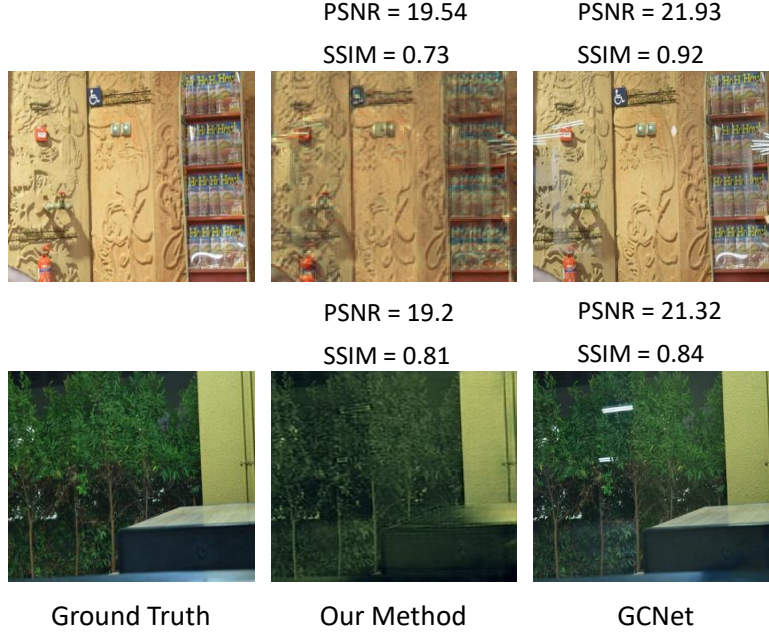 PSNR = 19.54 PSNR = 21.93
SSIM = 0.73 SSIM = 0.92
PSNR = 19.2 PSNR = 21.32
SSIM = 0.81 SSIM = 0.84
Ground Truth Our Method GCNet